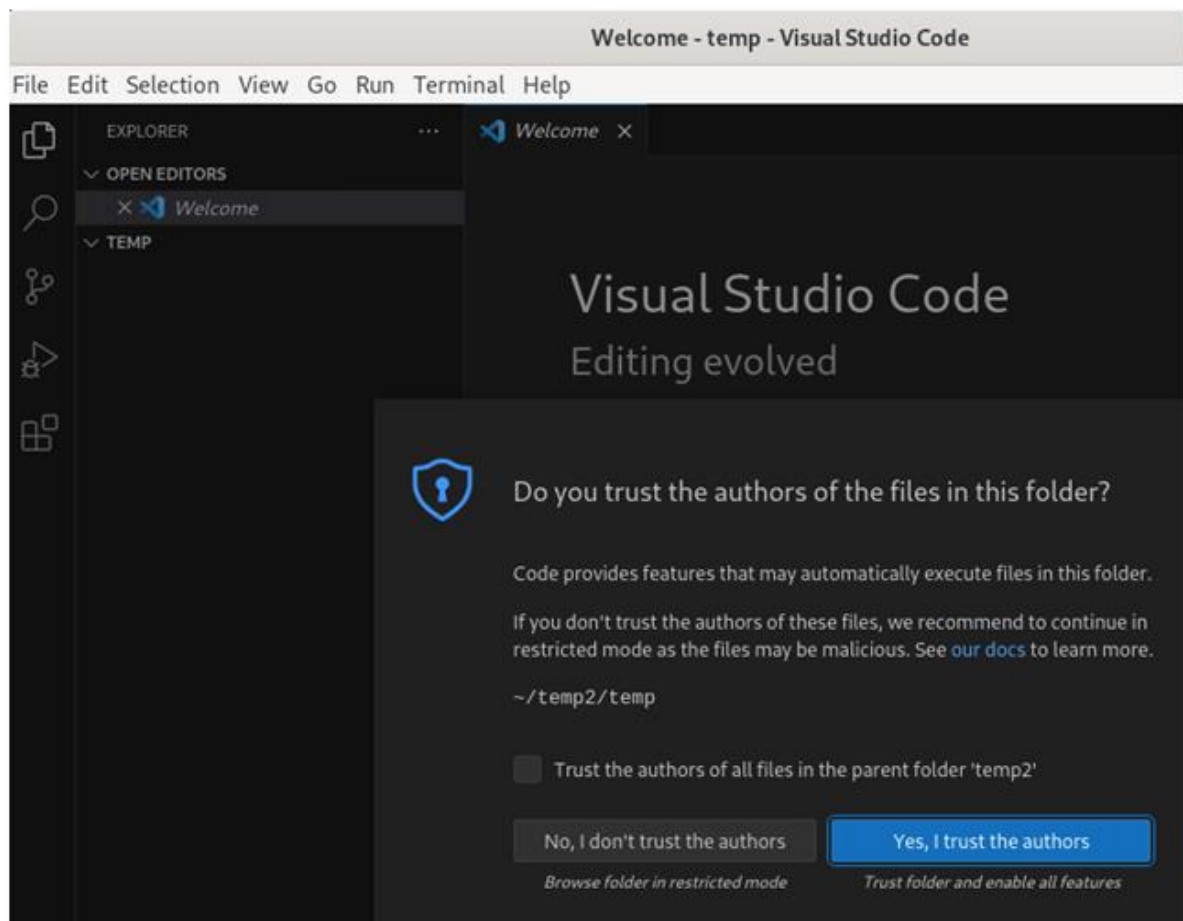 Welcome - temp - Visual Studio Code
File Edit Selection View Go Run Terminal Help
EXPLORER
Welcome
OPEN EDITORS
Welcome
TEMP
Visual Studio Code
Editing evolved
Do you trust the authors of the files in this folder?
Code provides features that may automatically execute files in this folder.
If you don't trust the authors of these files, we recommend to continue in
restricted mode as the files may be malicious. See our docs to learn more.
~/temp2/temp
Trust the authors of all files in the parent folder 'temp2'
No, I don't trust the authors
Yes, I trust the authors
Browse folder in restricted mode
Trust folder and enable all features